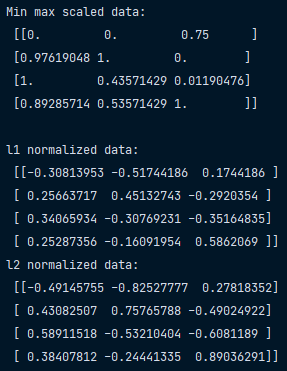 Min max scaled data:
[[0.         0.         0.75      ]
[0.97619048 1.         0.        ]
[1.         0.43571429 0.01190476]
[0.89285714 0.53571429 1.        ]]

l1 normalized data:
[[-0.30813953 -0.51744186  0.1744186 ]
[ 0.25663717  0.45132743 -0.2920354 ]
[ 0.34065934 -0.30769231 -0.35164835]
[ 0.25287356 -0.16091954  0.5862069 ]]
l2 normalized data:
[[-0.49145755 -0.82527777  0.27818352]
[ 0.43082507  0.75765788 -0.49024922]
[ 0.58911518 -0.53210404 -0.6081189 ]
[ 0.38407812 -0.24441335  0.89036291]]